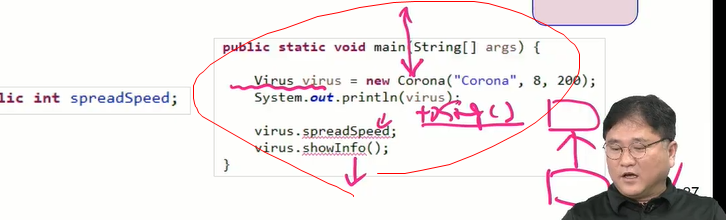 public static void main(String[] args) {
Virus virus = new Corona("Corona", 8, 200);
lic int spreadSpeed;
System.out.println(virus);
toString()
virus.spreadSpeed;
virus.showInfo();
}
27